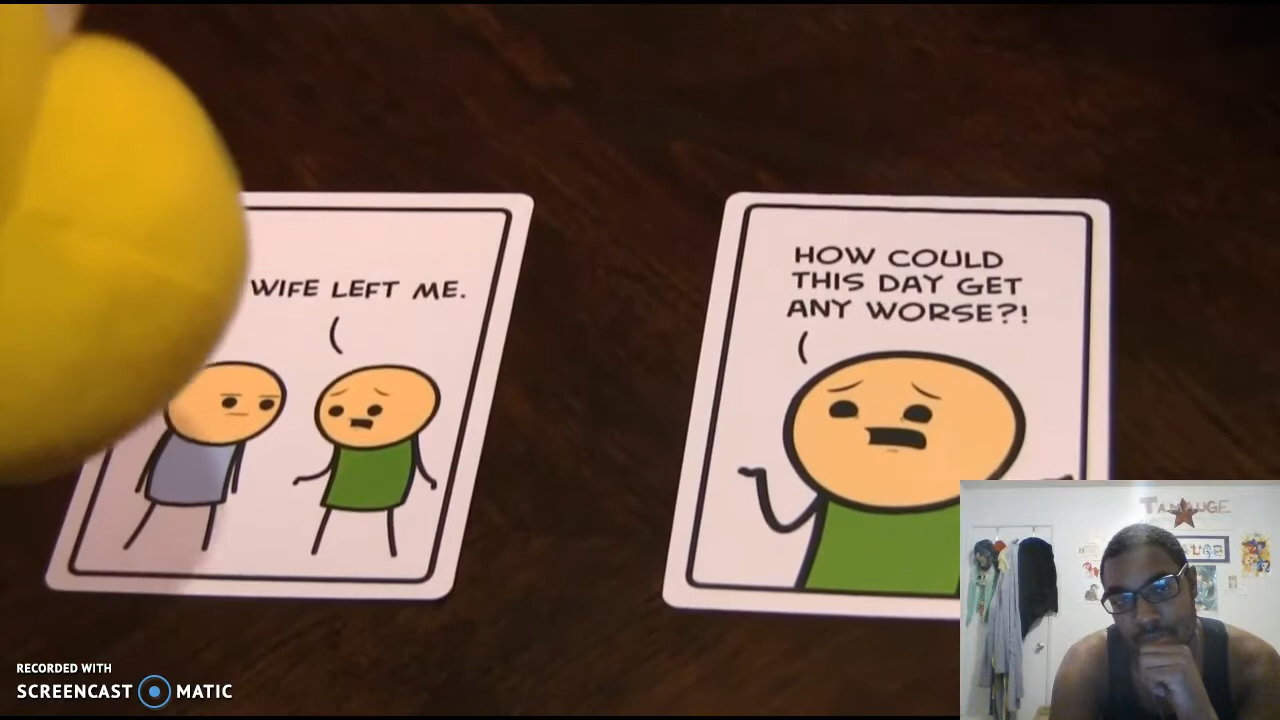 WIFE LEFT ME.
HOW COULD
THIS DAY GET
ANY WORSE?!
RECORDED WITH
SCREENCAST MATIC